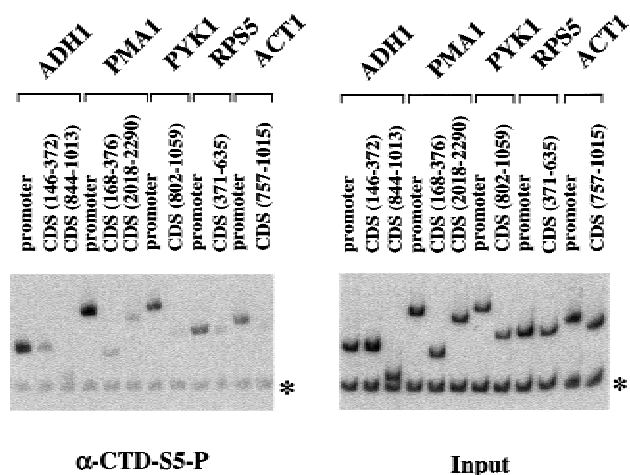 ADH1
PMA1
PYK1
RPS5
ACT1
promoter
CDS (146-372)
CDS (844-1013)
promoter
CDS (168-376)
CDS (2018-2290)
promoter
CDS (802-1059)
promoter
CDS (371-635)
promoter
CDS (757-1015)
*
α-CTD-S5-P
ADH1
PMA1
PYK1
RPS5
ACT1
promoter
CDS (146-372)
CDS (844-1013)
promoter
CDS (168-376)
CDS (2018-2290)
promoter
CDS (802-1059)
promoter
CDS (371-635)
promoter
CDS (757-1015)
*
Input